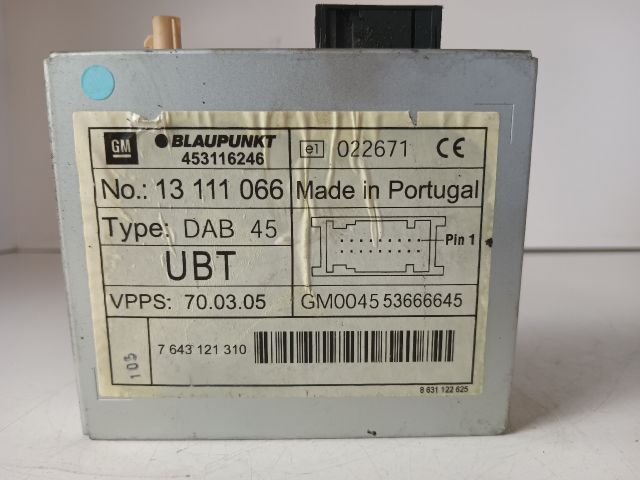 GM BLAUPUNKT
453116246
e1 022671 CE
No.: 13 111 066
Made in Portugal
Type: DAB 45
Pin 1
UBT
VPPS: 70.03.05
GM0045 53666645
7 643 121 310
105
8 631 122 625